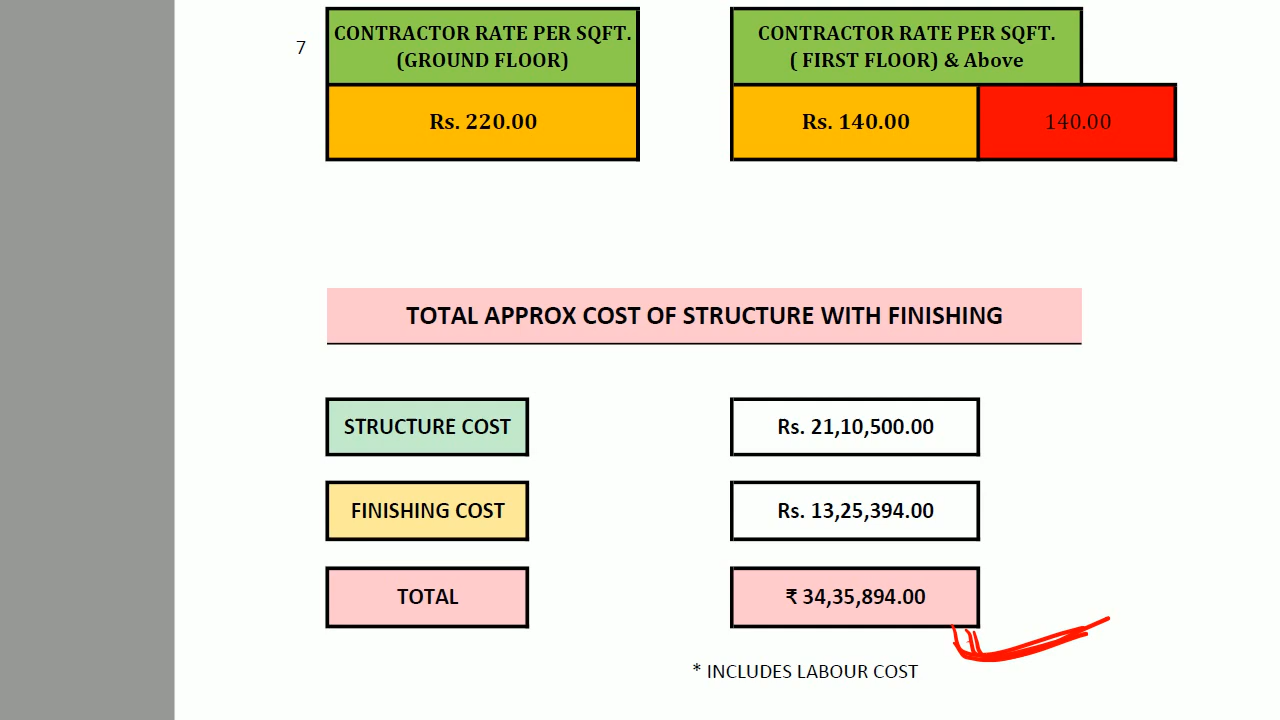 7
CONTRACTOR RATE PER SQFT.
(GROUND FLOOR)
CONTRACTOR RATE PER SQFT.
( FIRST FLOOR) & Above
Rs. 220.00
Rs. 140.00
140.00
TOTAL APPROX COST OF STRUCTURE WITH FINISHING
STRUCTURE COST
Rs. 21,10,500.00
FINISHING COST
Rs. 13,25,394.00
TOTAL
₹ 34,35,894.00
* INCLUDES LABOUR COST